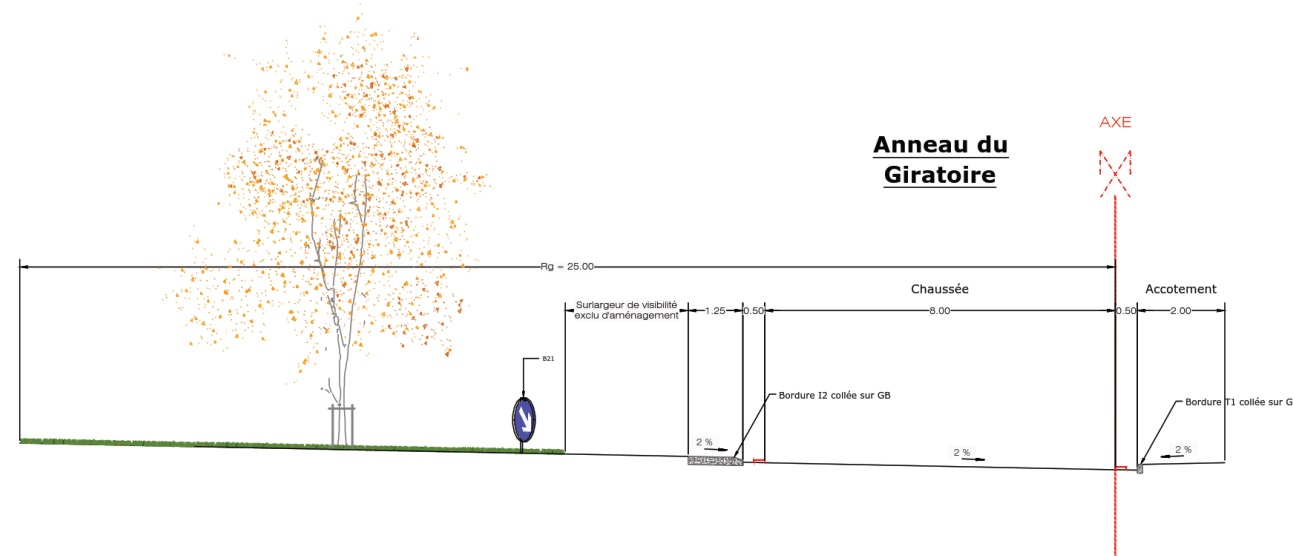 AXE
Anneau du
Giratoire
Rg = 25.00
Chaussée
Accotement
Surlargeur de visibilité
exclu d'aménagement
1.25
0.50
8.00
0.50
2.00
B21
Bordure I2 collée sur GB
Bordure T1 collée sur G
2 %
2 %
2 %